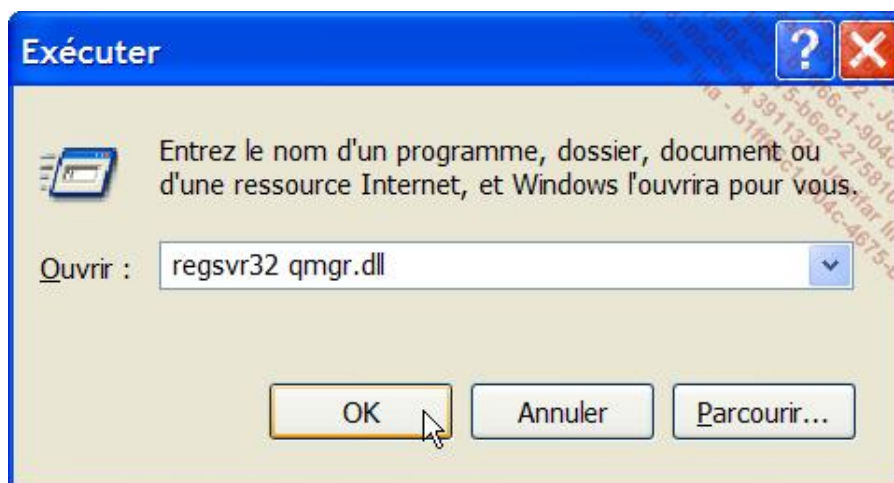 Exécuter
Entrez le nom d'un programme, dossier, document ou
d'une ressource Internet, et Windows l'ouvrira pour vous.
Ouvrir :
regsvr32 qmgr.dll
OK
Annuler
Parcourir...